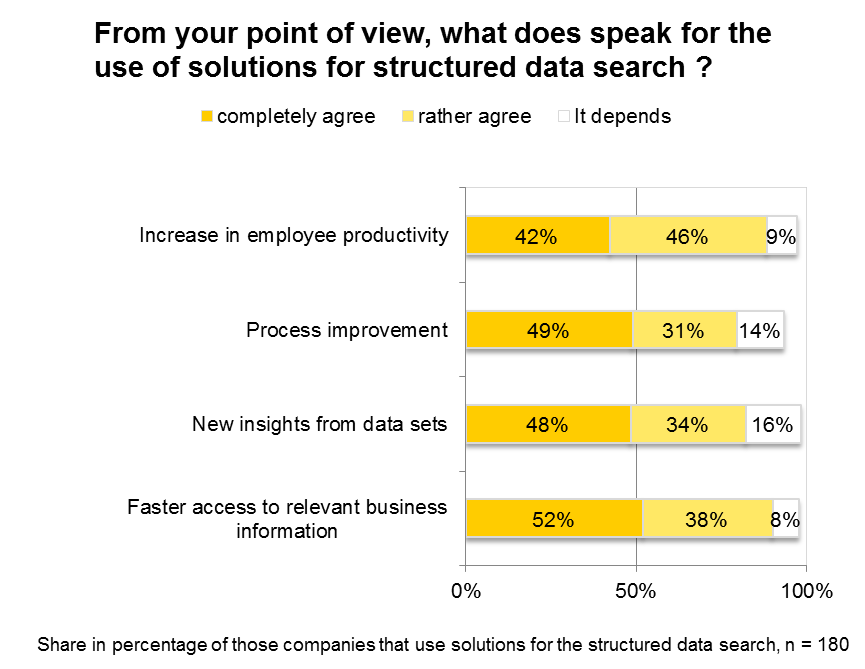 From your point of view, what does speak for the
use of solutions for structured data search ?
completely agree rather agree It depends
Increase in employee productivity 42% 46% 9%
Process improvement 49% 31% 14%
New insights from data sets 48% 34% 16%
Faster access to relevant business
information
52% 38% 8%
0% 50% 100%
Share in percentage of those companies that use solutions for the structured data search, n = 180